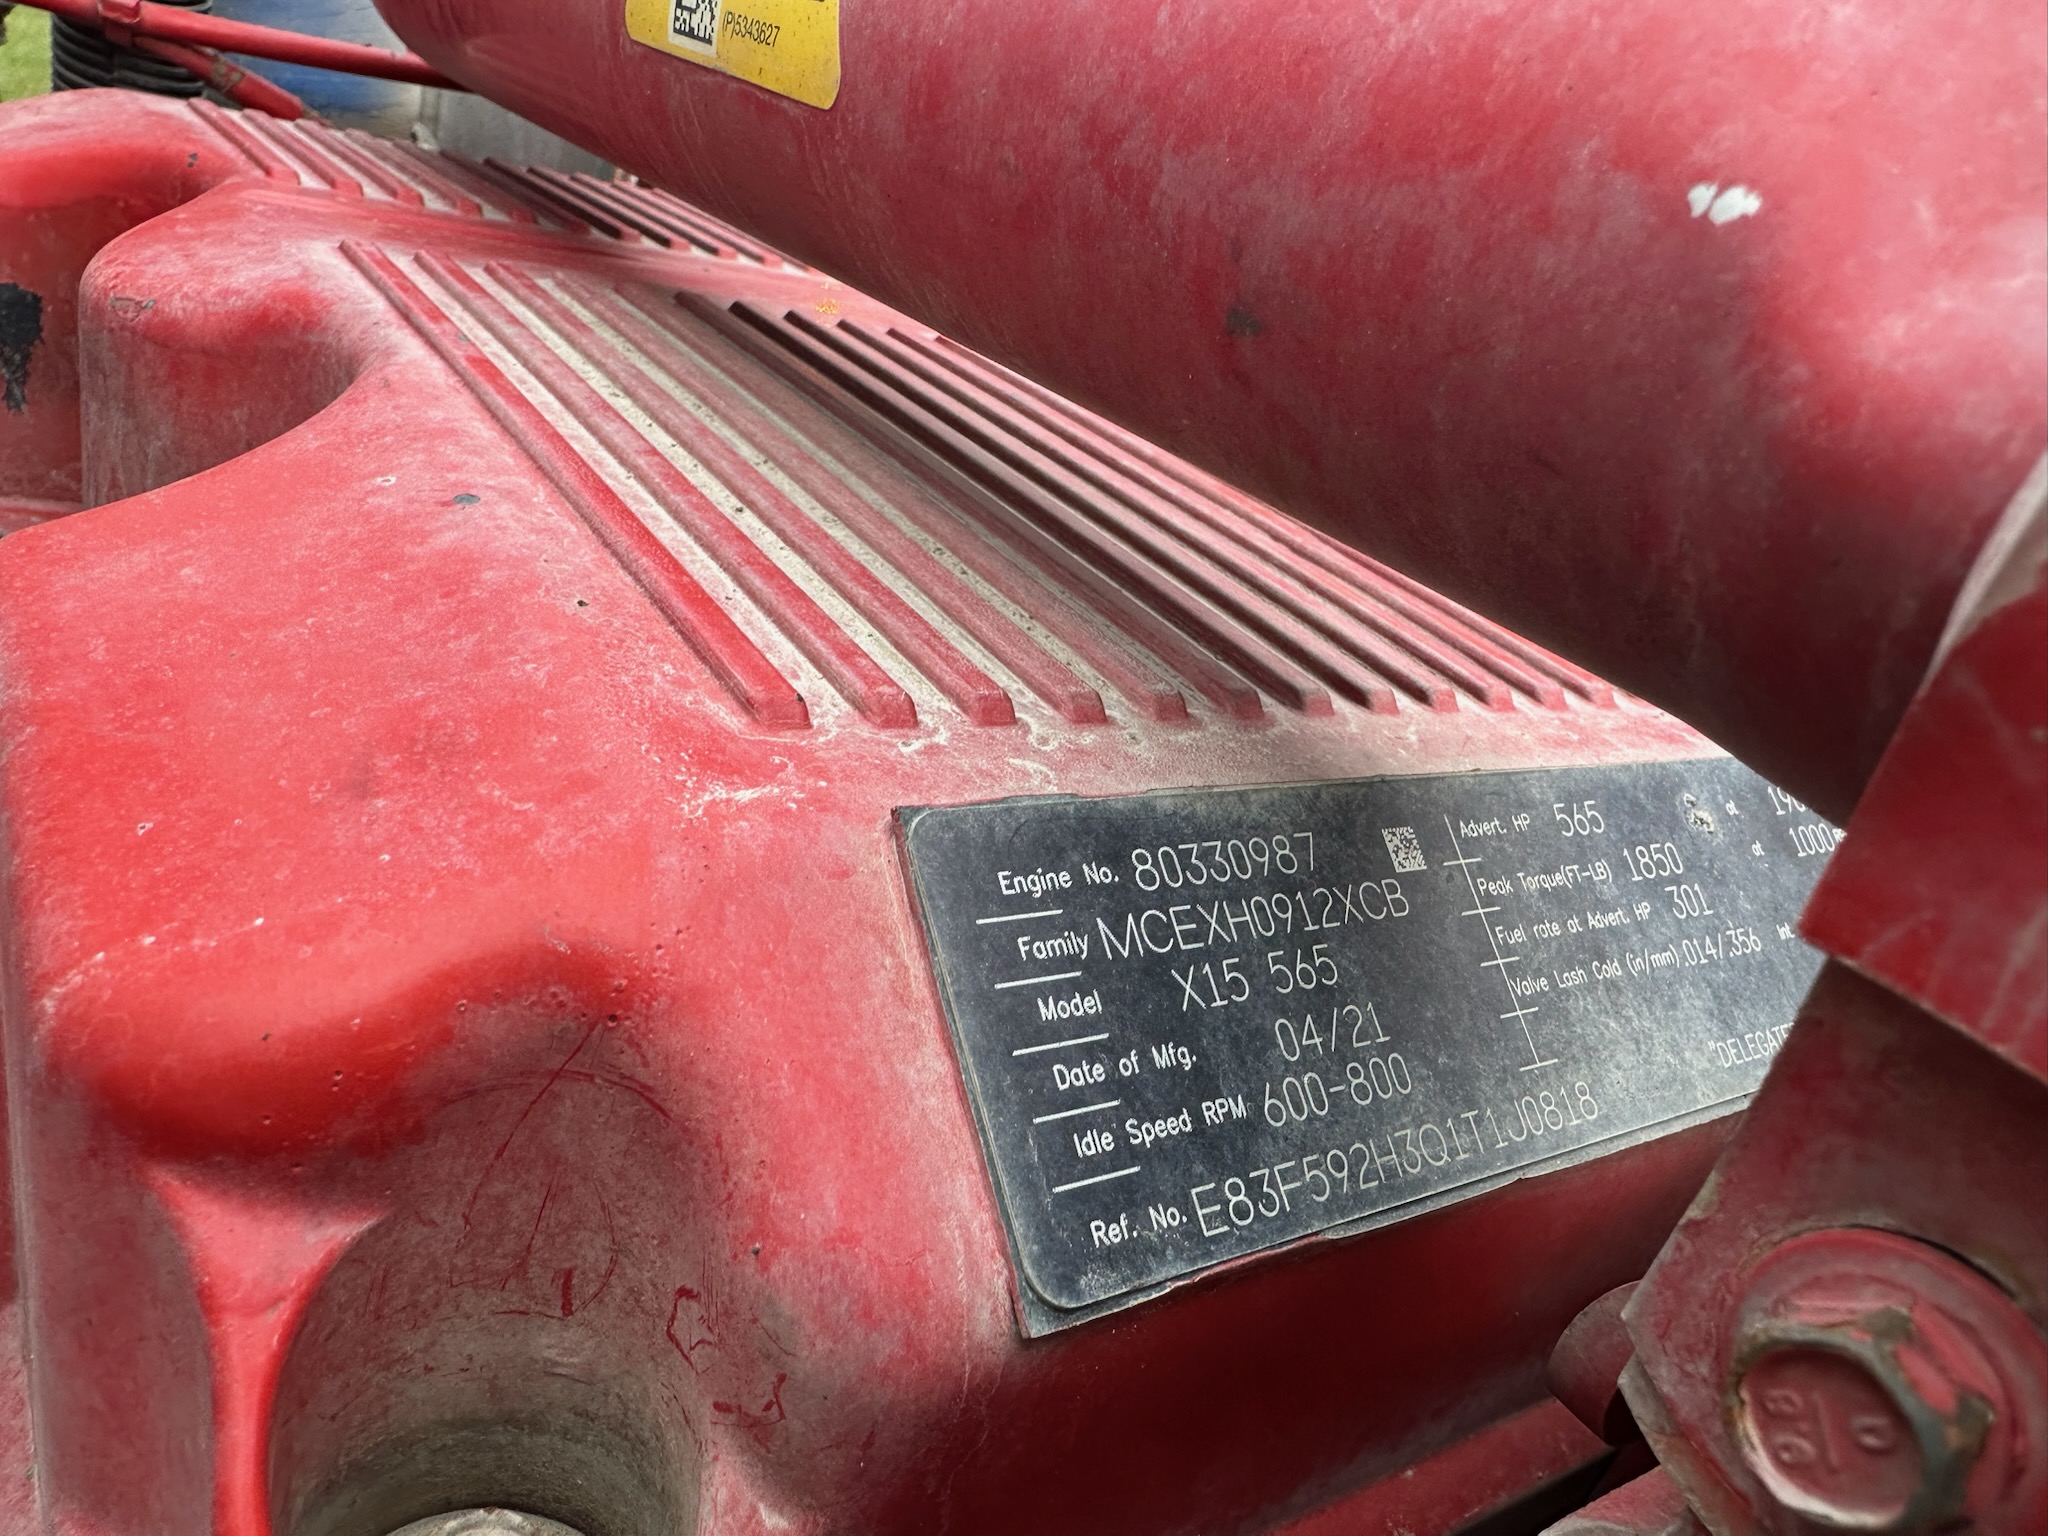 (P)5343627
Engine No. 80330987
Family MCEXH0912XCB
Model X15 565
Date of Mfg. 04/21
Idle Speed RPM 600-800
Ref. No. E83F592H3Q1T1J0818
Advert. HP 565 at
Peak Torque(FT-LB) 1850 at 1000
Fuel rate at Advert. HP 301
Valve Lash Cold (in/mm) .014/.356 Int